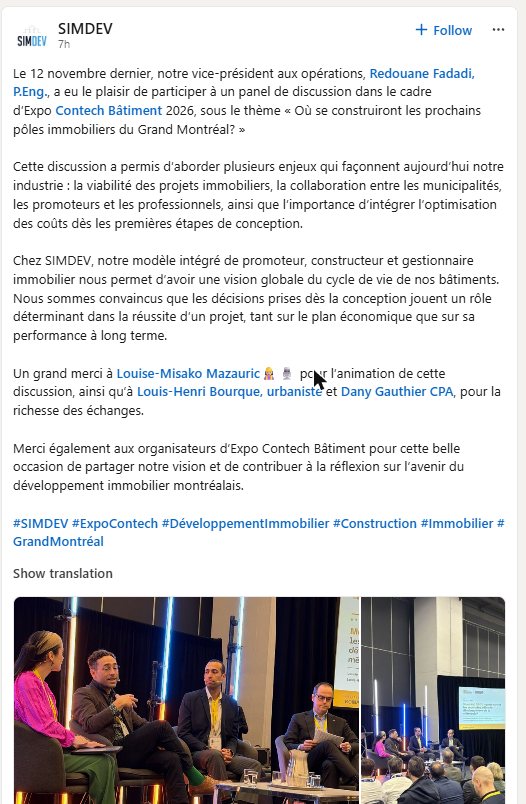 SIMDEV
7h
+ Follow
SIMDEV
Le 12 novembre dernier, notre vice-président aux opérations, Redouane Fadadi,
P.Eng., a eu le plaisir de participer à un panel de discussion dans le cadre
d'Expo Contech Bâtiment 2026, sous le thème « Où se construiront les prochains
pôles immobiliers du Grand Montréal? »
Cette discussion a permis d'aborder plusieurs enjeux qui façonnent aujourd'hui notre
industrie : la viabilité des projets immobiliers, la collaboration entre les municipalités,
les promoteurs et les professionnels, ainsi que l'importance d'intégrer l'optimisation
des coûts dès les premières étapes de conception.
Chez SIMDEV, notre modèle intégré de promoteur, constructeur et gestionnaire
immobilier nous permet d'avoir une vision globale du cycle de vie de nos bâtiments.
Nous sommes convaincus que les décisions prises dès la conception jouent un rôle
déterminant dans la réussite d'un projet, tant sur le plan économique que sur sa
performance à long terme.
Un grand merci à Louise-Misako Mazauric pour l'animation de cette
discussion, ainsi qu'à Louis-Henri Bourque, urbaniste et Dany Gauthier CPA, pour la
richesse des échanges.
Merci également aux organisateurs d'Expo Contech Bâtiment pour cette belle
occasion de partager notre vision et de contribuer à la réflexion sur l'avenir du
développement immobilier montréalais.
#SIMDEV #ExpoContech #DéveloppementImmobilier #Construction #Immobilier #
GrandMontréal
Show translation